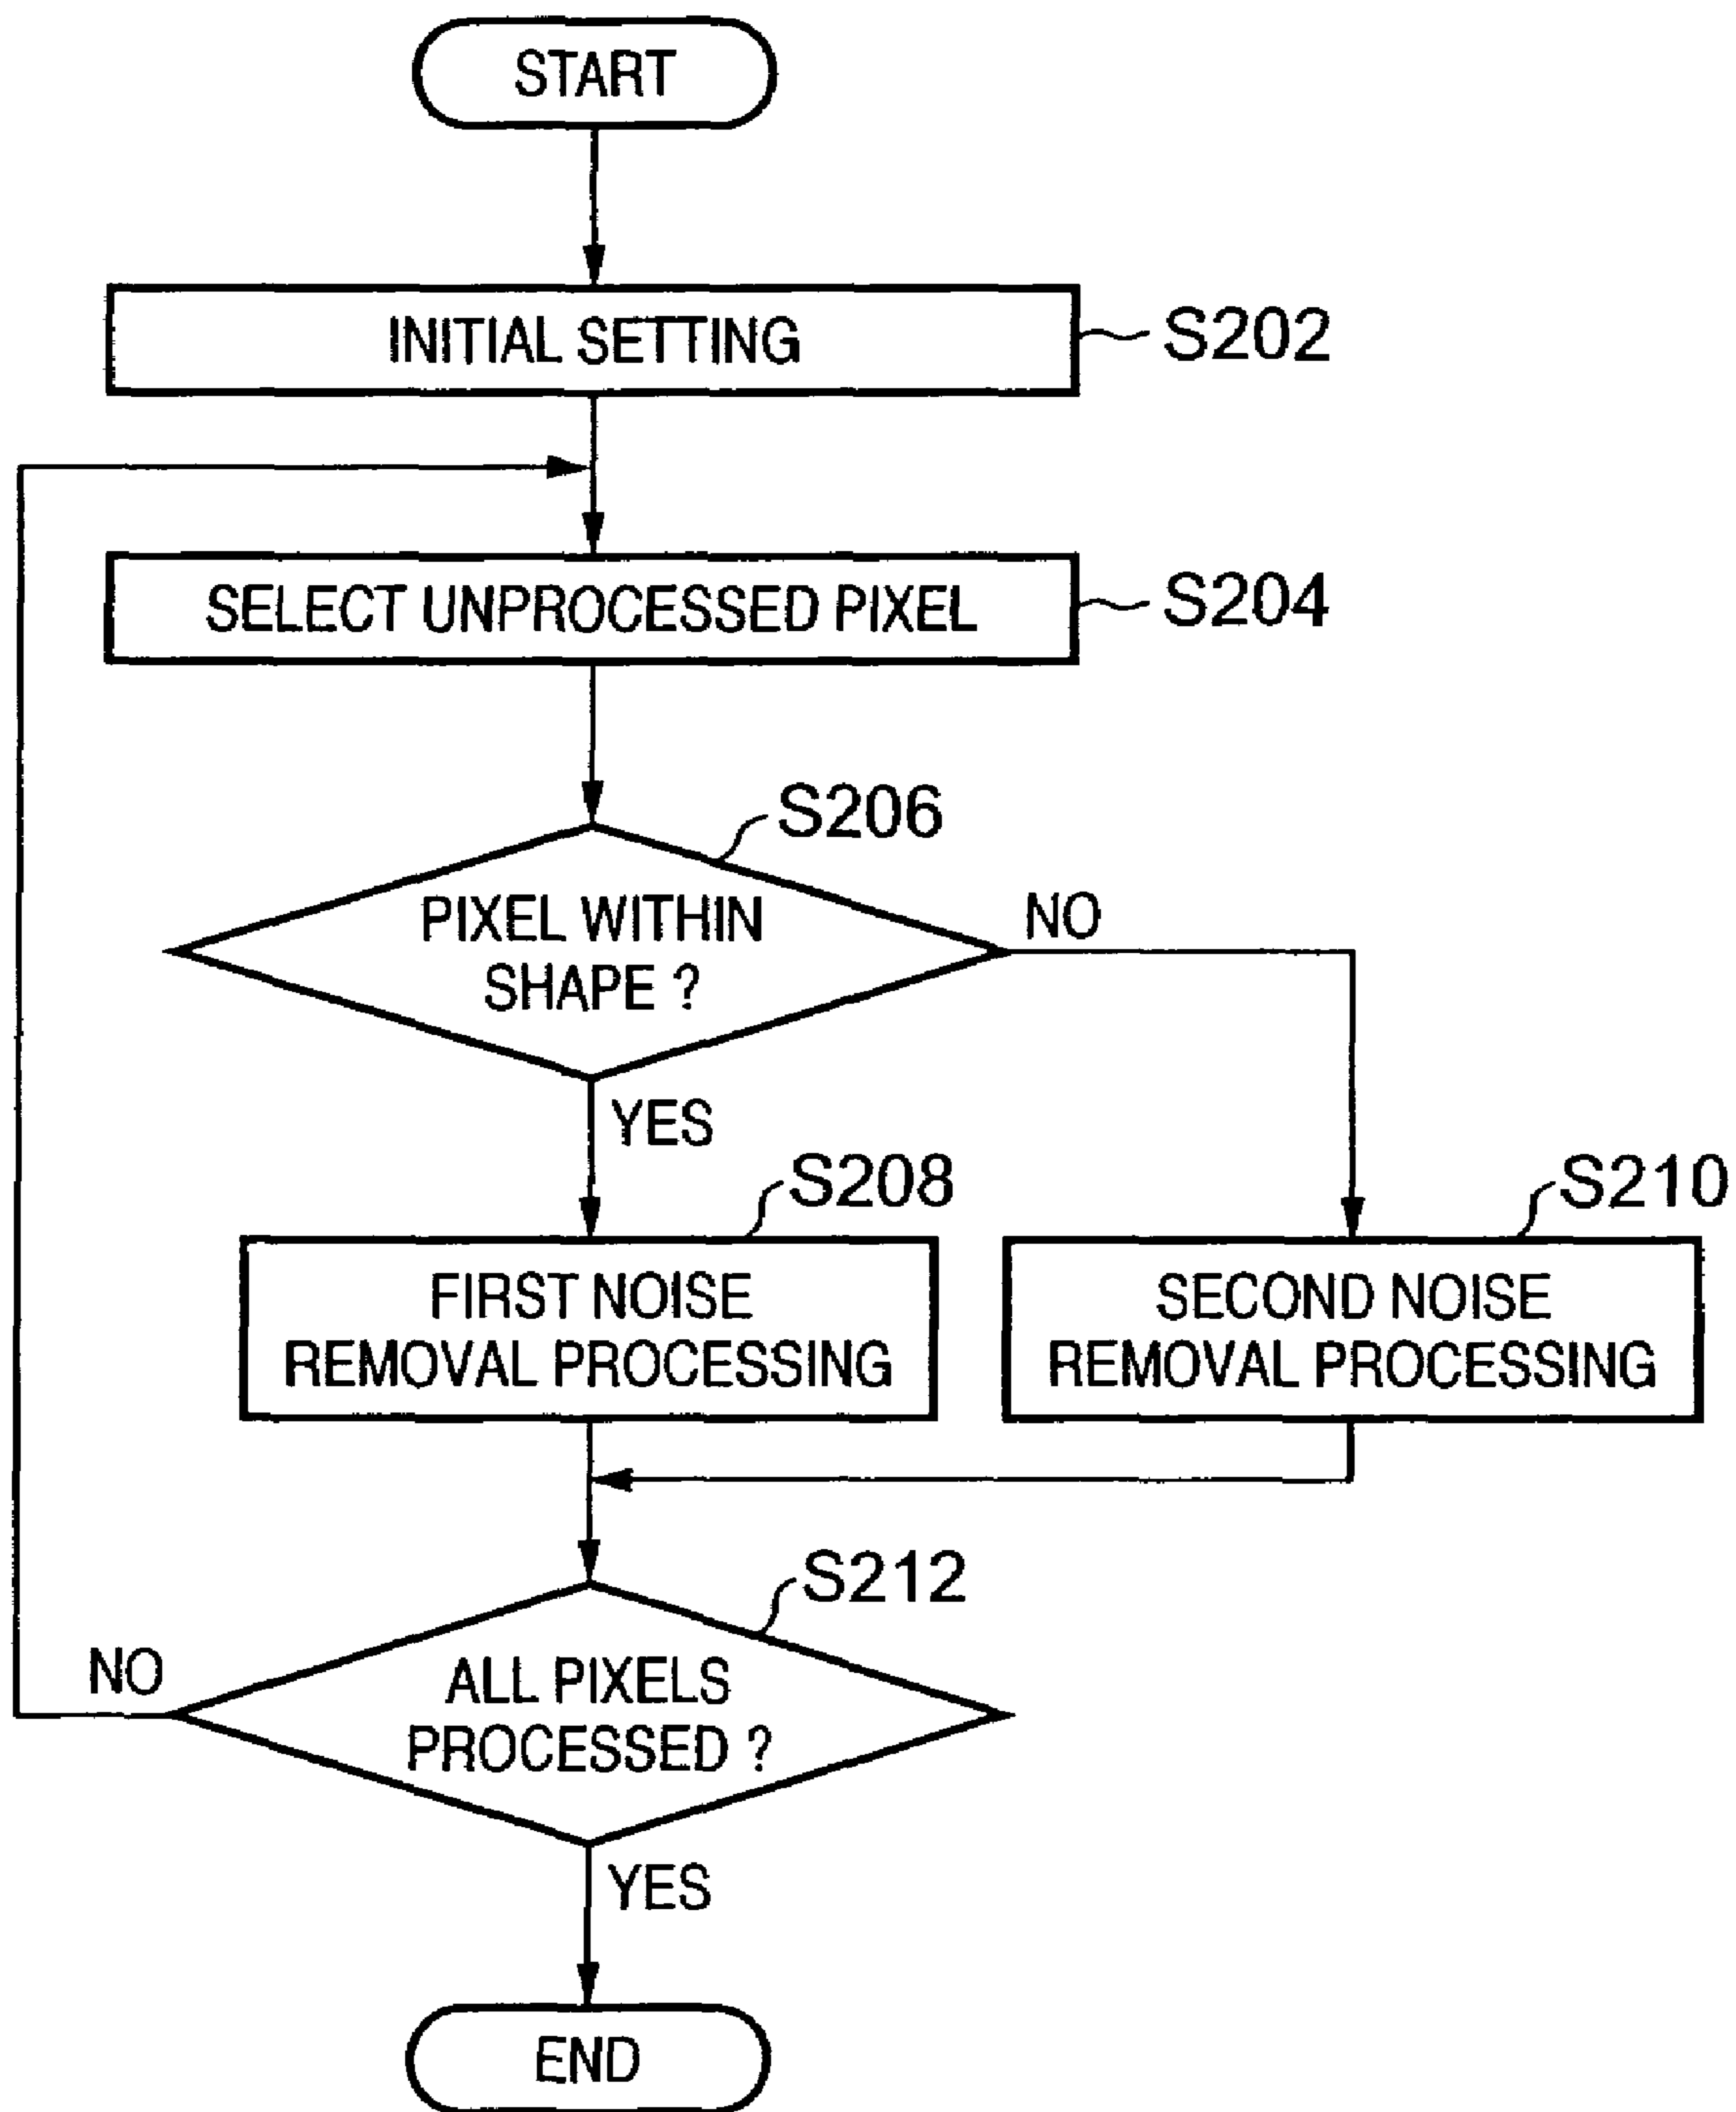 START
INITIAL SETTING
S202
SELECT UNPROCESSED PIXEL
S204
S206
PIXEL WITHIN
SHAPE ?
NO
YES
S208
FIRST NOISE
REMOVAL PROCESSING
S210
SECOND NOISE
REMOVAL PROCESSING
S212
ALL PIXELS
PROCESSED ?
NO
YES
END